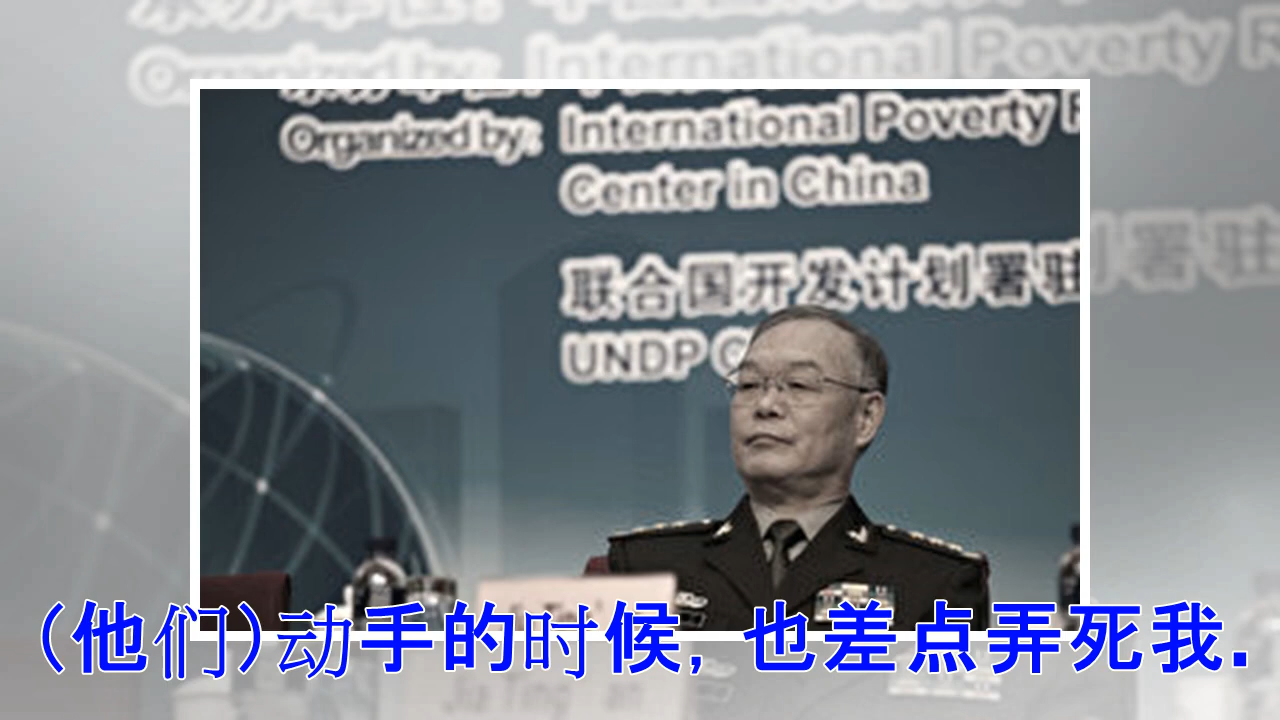 Organized by: International Poverty R
Center in China
联合国开发计划署驻
UNDP C
(他们)动手的时候，也差点弄死我.